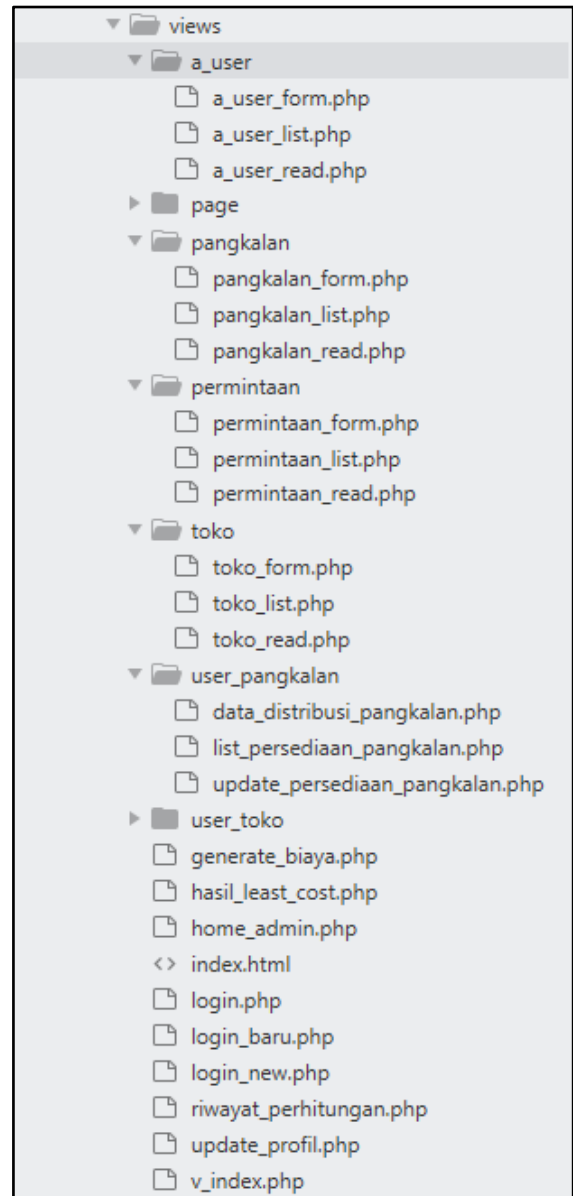 views
a_user
a_user_form.php
a_user_list.php
a_user_read.php
page
pangkalan
pangkalan_form.php
pangkalan_list.php
pangkalan_read.php
permintaan
permintaan_form.php
permintaan_list.php
permintaan_read.php
toko
toko_form.php
toko_list.php
toko_read.php
user_pangkalan
data_distribusi_pangkalan.php
list_persediaan_pangkalan.php
update_persediaan_pangkalan.php
user_toko
generate_biaya.php
hasil_least_cost.php
home_admin.php
index.html
login.php
login_baru.php
login_new.php
riwayat_perhitungan.php
update_profil.php
v_index.php